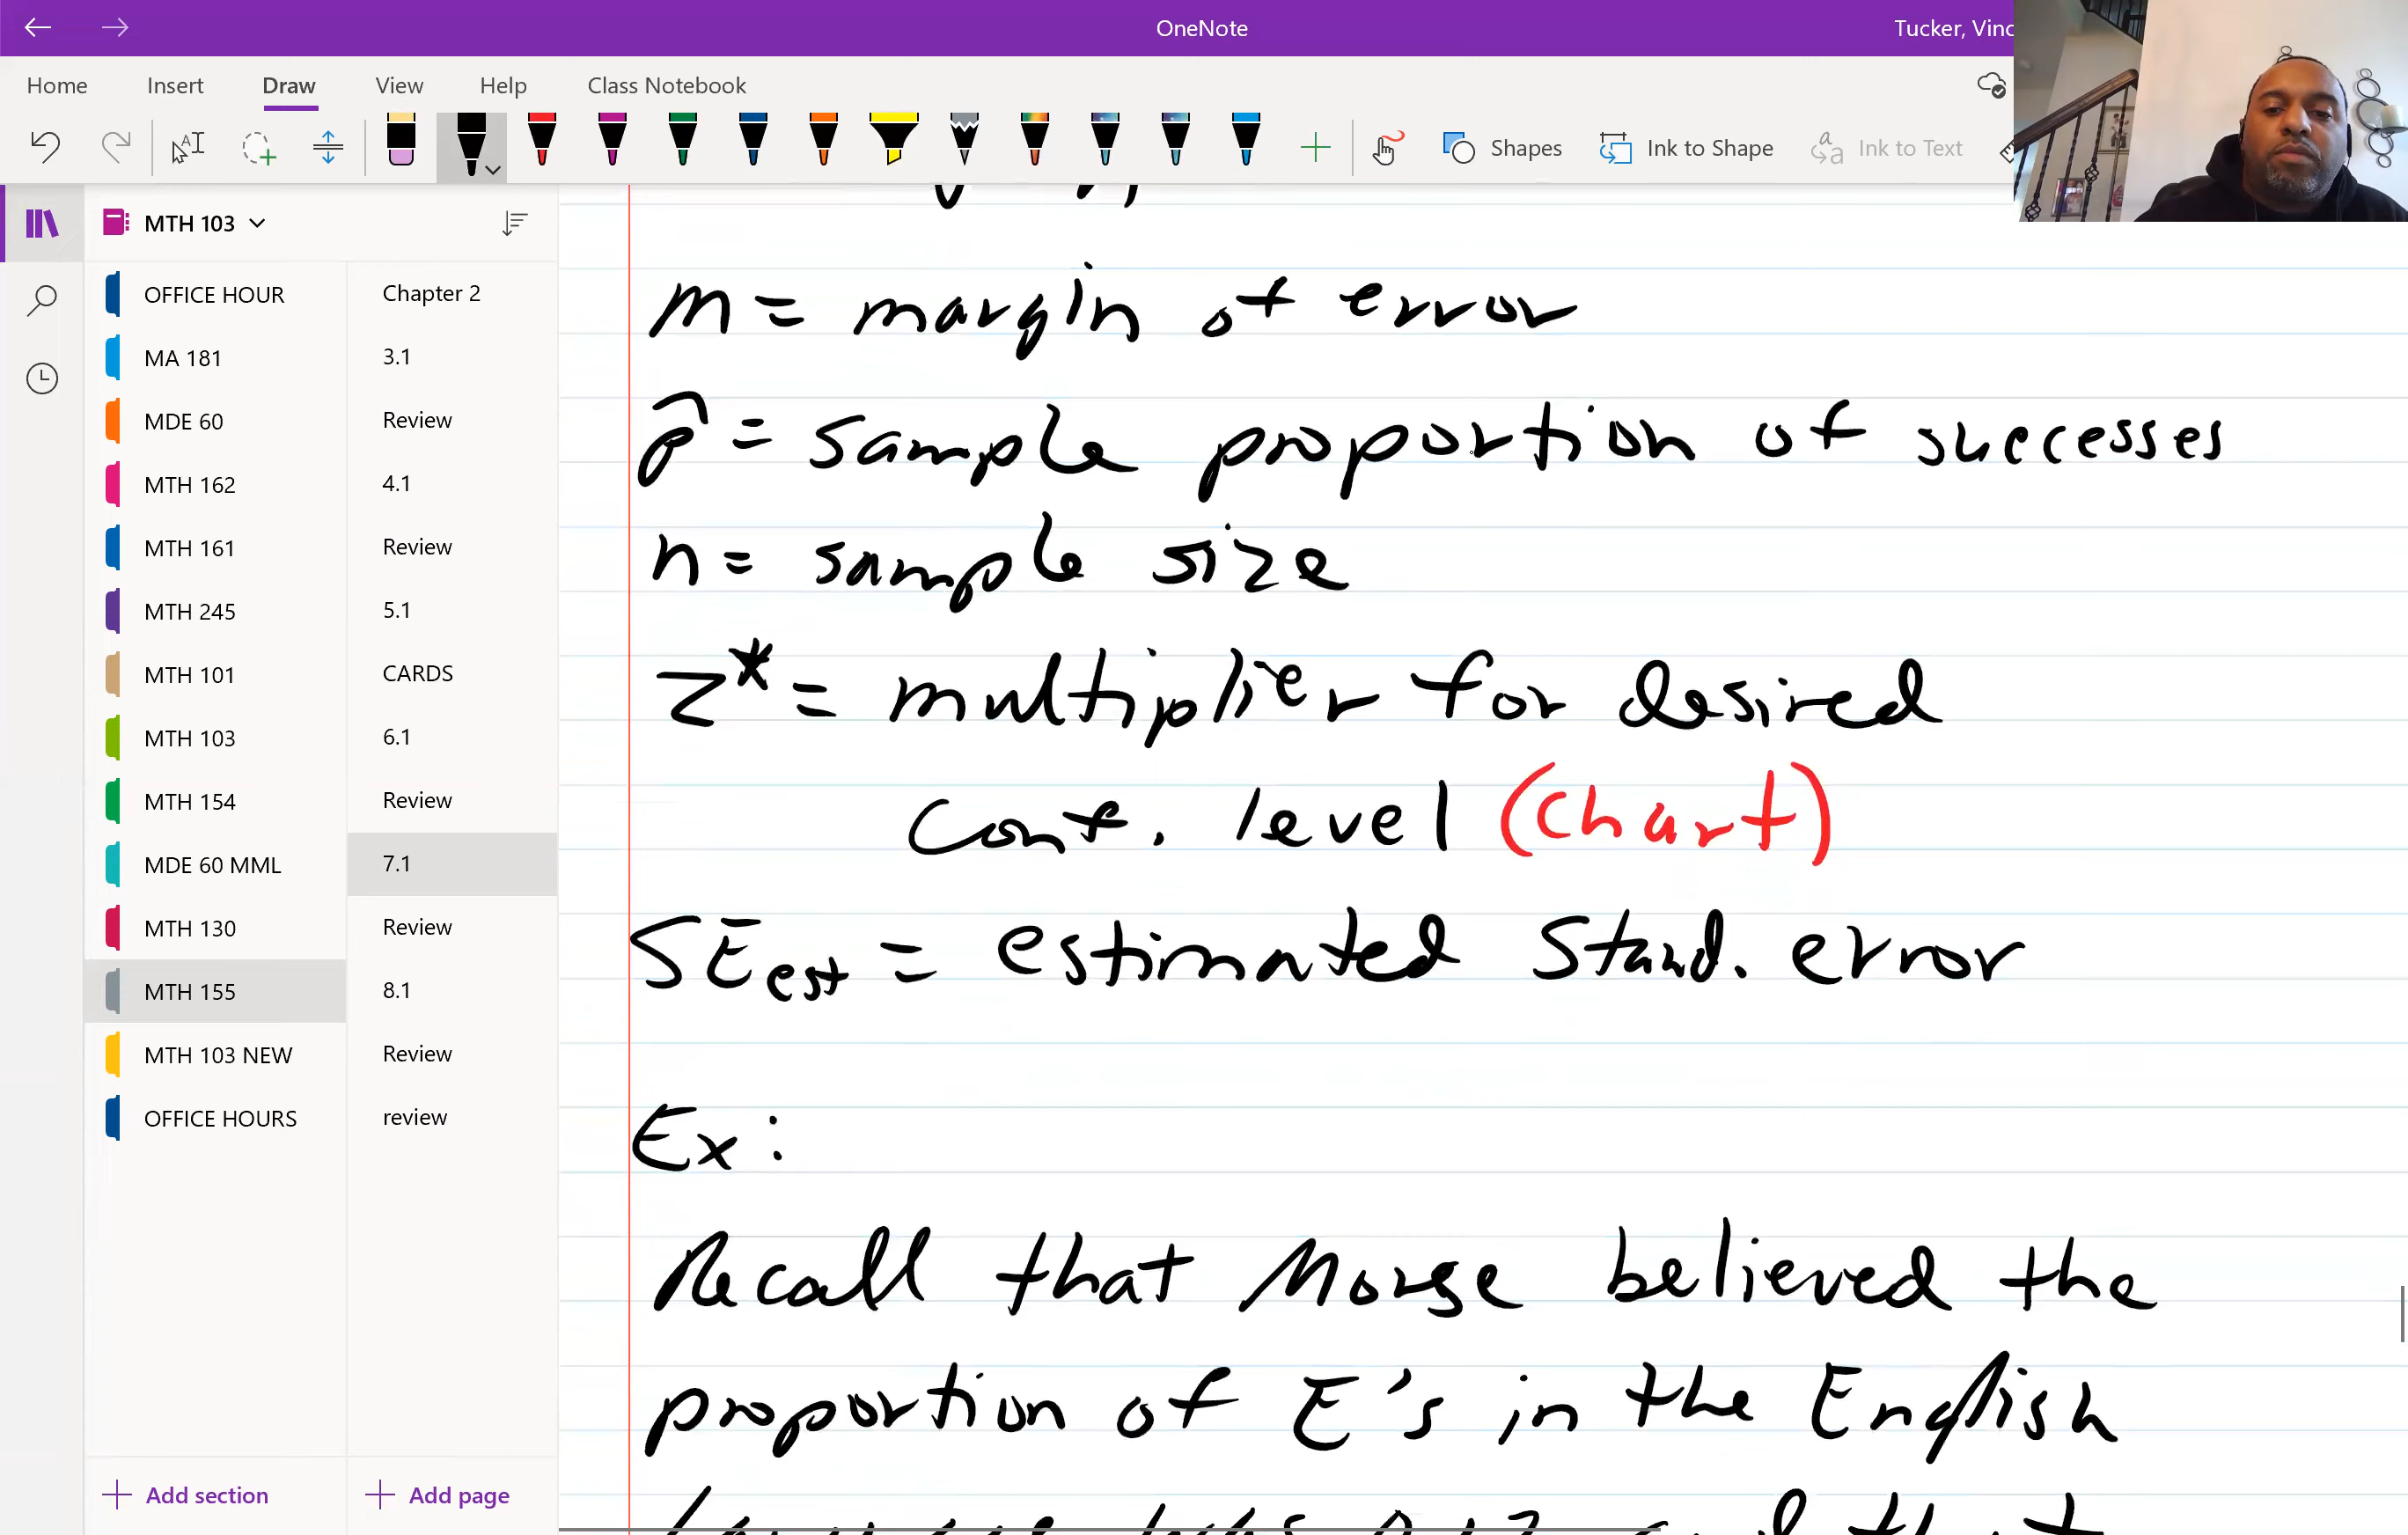 OneNote
Tucker, Vinc
Home Insert Draw View Help Class Notebook
Shapes Ink to Shape Ink to Text
MTH 103
OFFICE HOUR
MA 181
MDE 60
MTH 162
MTH 161
MTH 245
MTH 101
MTH 103
MTH 154
MDE 60 MML
MTH 130
MTH 155
MTH 103 NEW
OFFICE HOURS
Add section
Chapter 2
3.1
Review
4.1
Review
5.1
CARDS
6.1
Review
7.1
Review
8.1
Review
review
Add page
m = margin of error
p̂ = sample proportion of successes
n = sample size
z* = multiplier for desired
conf. level (chart)
SEest = estimated stand. error
Ex:
Recall that Morse believed the
proportion of E's in the English